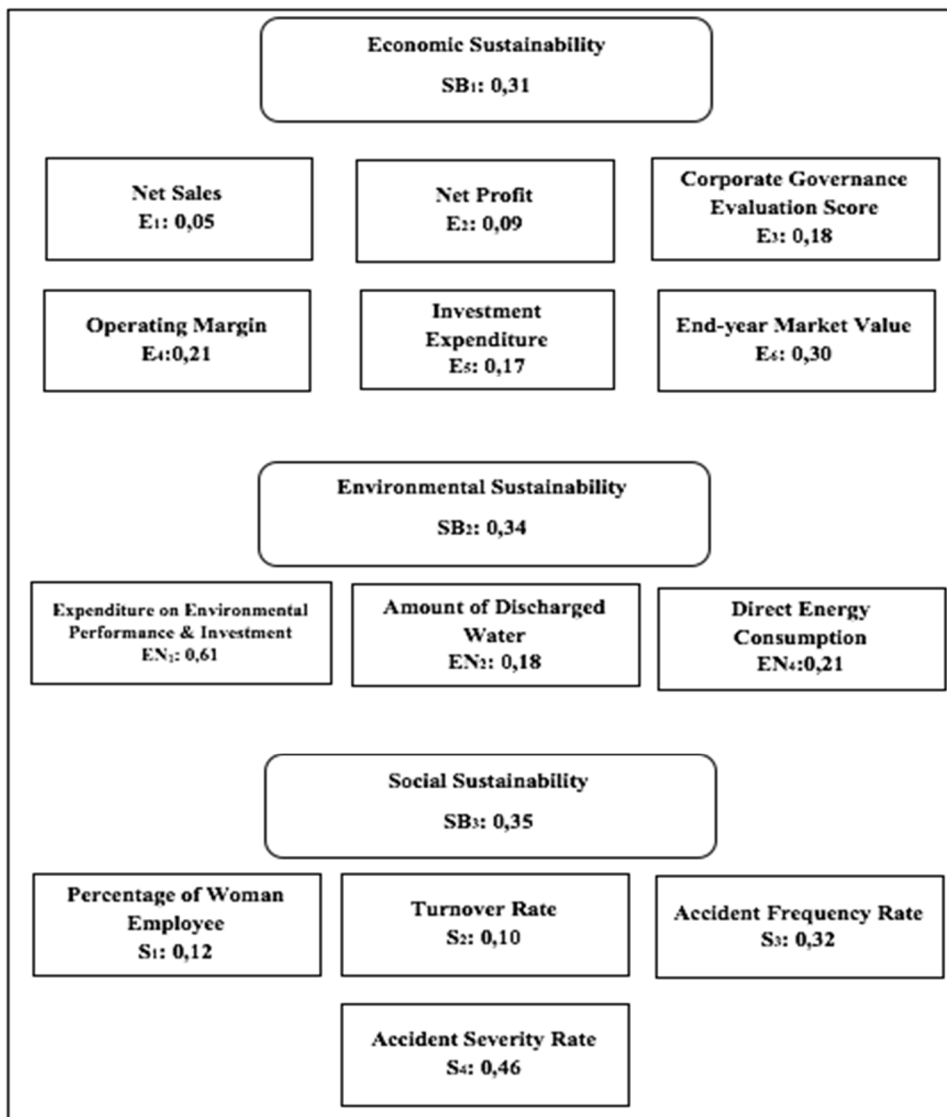 Economic Sustainability
SB₁: 0,31
Net Sales
E₁: 0,05
Net Profit
E₂: 0,09
Corporate Governance
Evaluation Score
E₃: 0,18
Operating Margin
E₄:0,21
Investment
Expenditure
E₅: 0,17
End-year Market Value
E₆: 0,30
Environmental Sustainability
SB₂: 0,34
Expenditure on Environmental
Performance & Investment
EN₁: 0,61
Amount of Discharged
Water
EN₂: 0,18
Direct Energy
Consumption
EN₄:0,21
Social Sustainability
SB₃: 0,35
Percentage of Woman
Employee
S₁: 0,12
Turnover Rate
S₂: 0,10
Accident Frequency Rate
S₃: 0,32
Accident Severity Rate
S₄: 0,46